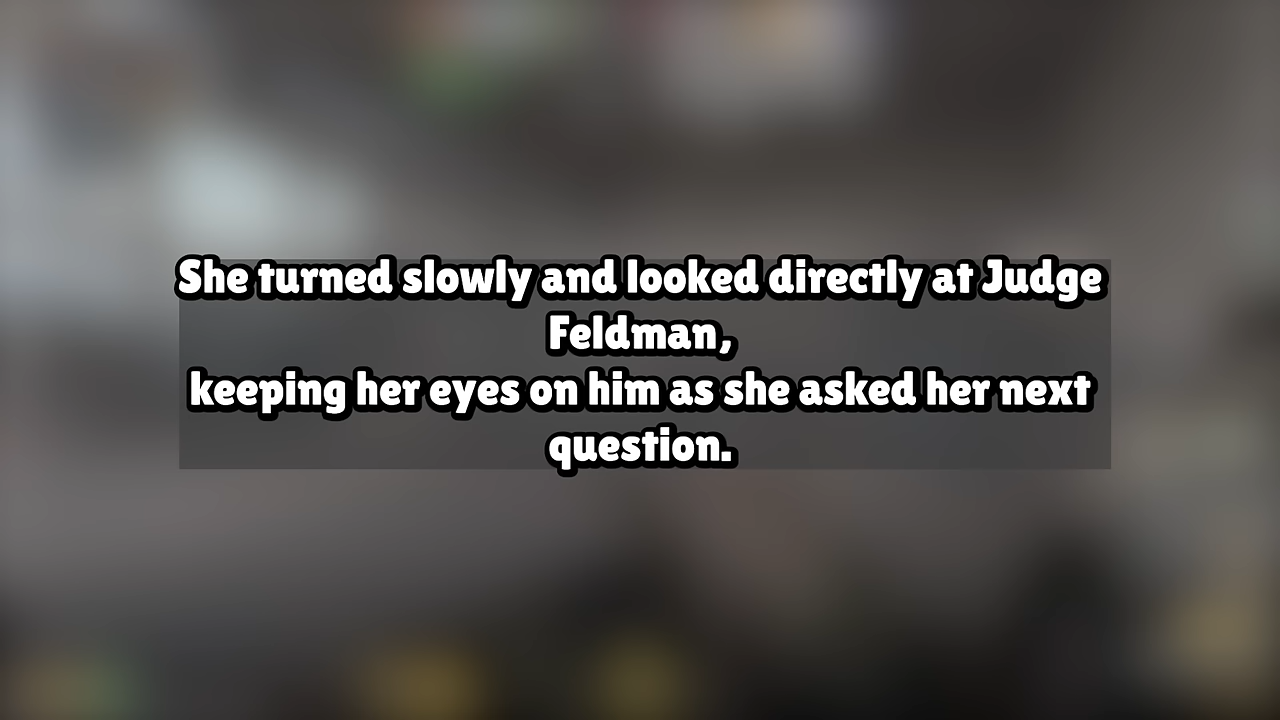 She turned slowly and looked directly at Judge
Feldman,
keeping her eyes on him as she asked her next
question.